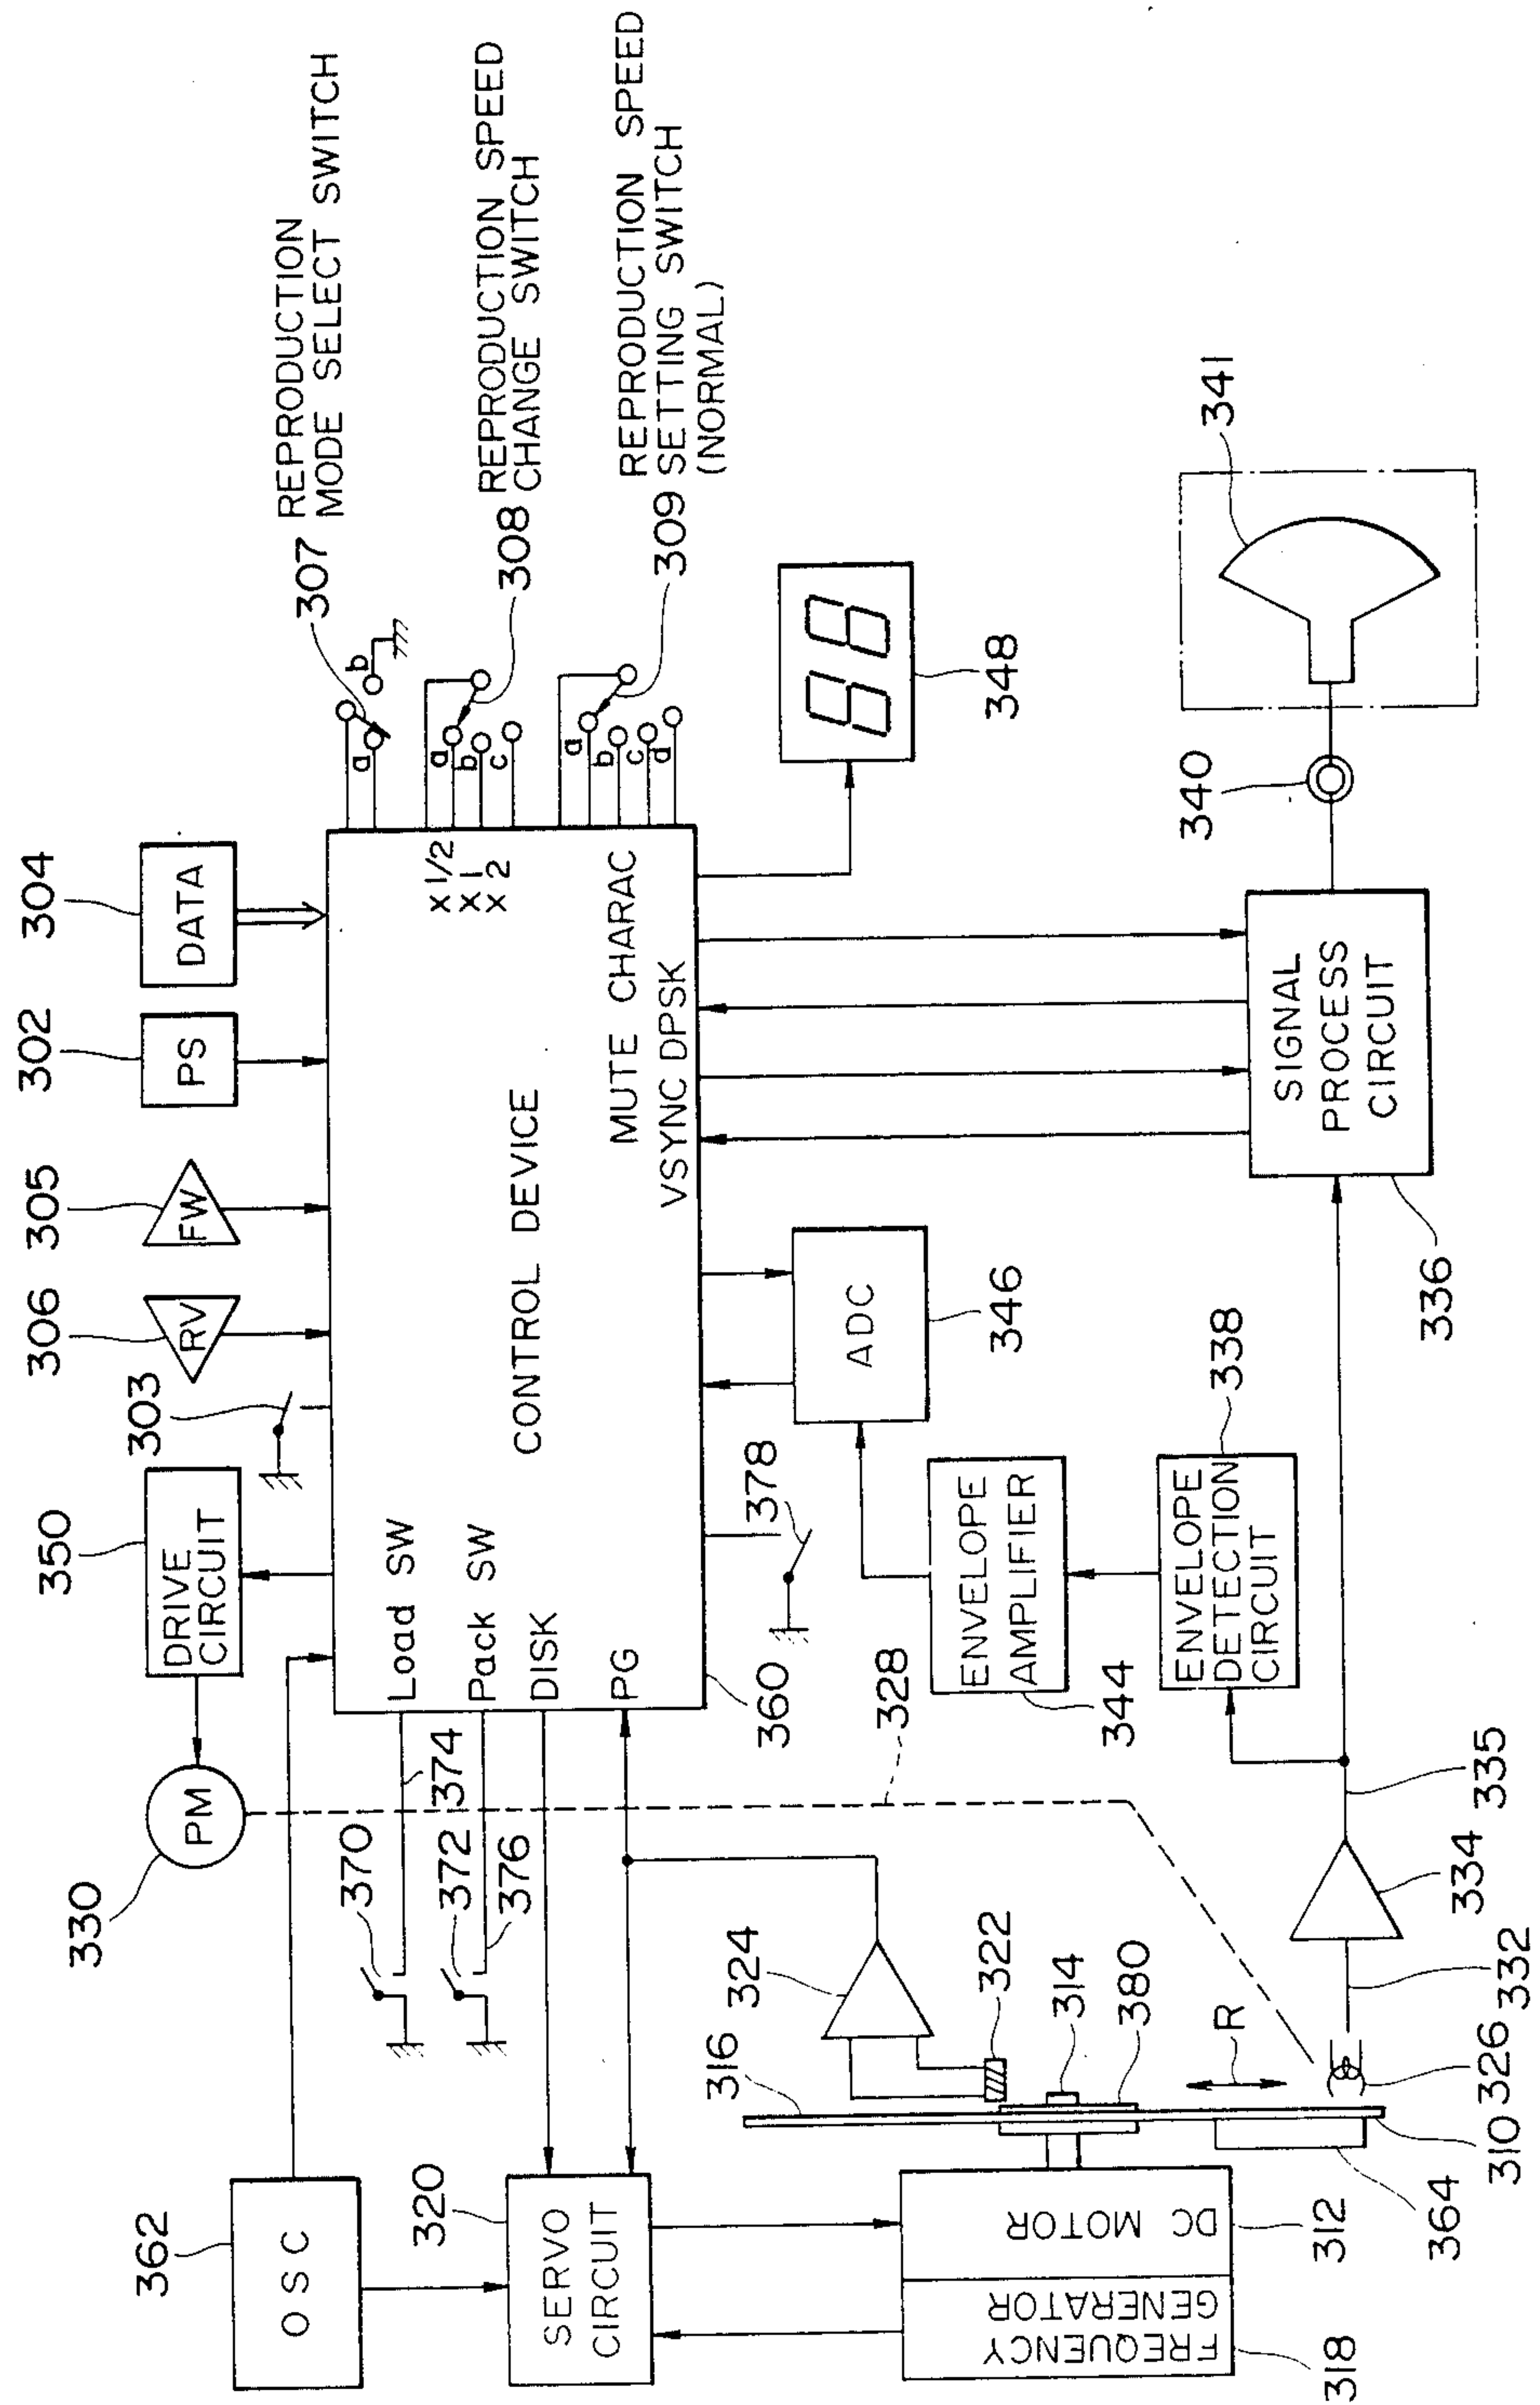 362
OSC
330
PM
350
DRIVE
CIRCUIT
303
306
RV
305
FW
302
PS
304
DATA
307
REPRODUCTION
MODE SELECT SWITCH
a
b
308
REPRODUCTION SPEED
CHANGE SWITCH
a
b
c
309
REPRODUCTION SPEED
SETTING SWITCH
(NORMAL)
a
b
c
d
370
374
372
376
Load SW
Pack SW
DISK
PG
CONTROL DEVICE
x 1/2
x 1
x 2
MUTE CHARAC
VSYNC DPSK
360
378
320
SERVO
CIRCUIT
324
322
316
314
380
328
344
ENVELOPE
AMPLIFIER
ADC
346
88
348
FREQUENCY
GENERATOR
318
DC MOTOR
312
364
310
R
326
332
334
335
ENVELOPE
DETECTION
CIRCUIT
338
SIGNAL
PROCESS
CIRCUIT
336
340
341